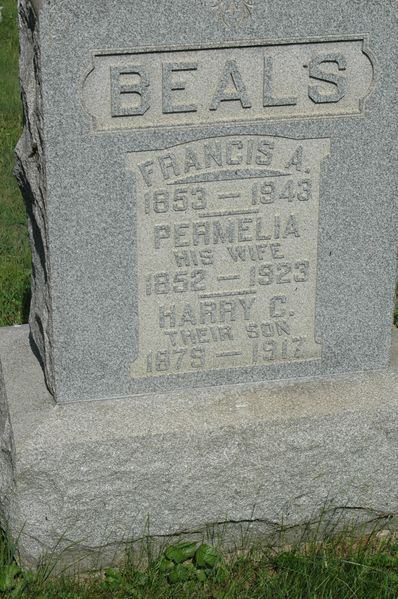 BEALS
FRANCIS A.
1853 — 1943
PERMELIA
HIS WIFE
1852 — 1923
HARRY C.
THEIR SON
1879 — 1917